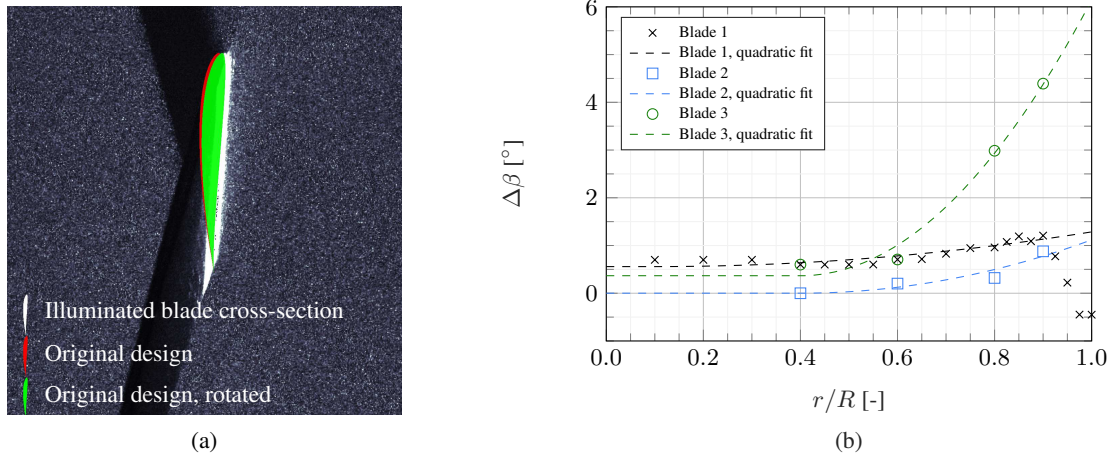 Illuminated blade cross-section
Original design
Original design, rotated
(a)
Blade 1
Blade 1, quadratic fit
Blade 2
Blade 2, quadratic fit
Blade 3
Blade 3, quadratic fit
6
4
2
0
Δβ [°]
0.0 0.2 0.4 0.6 0.8 1.0
r/R [-]
(b)